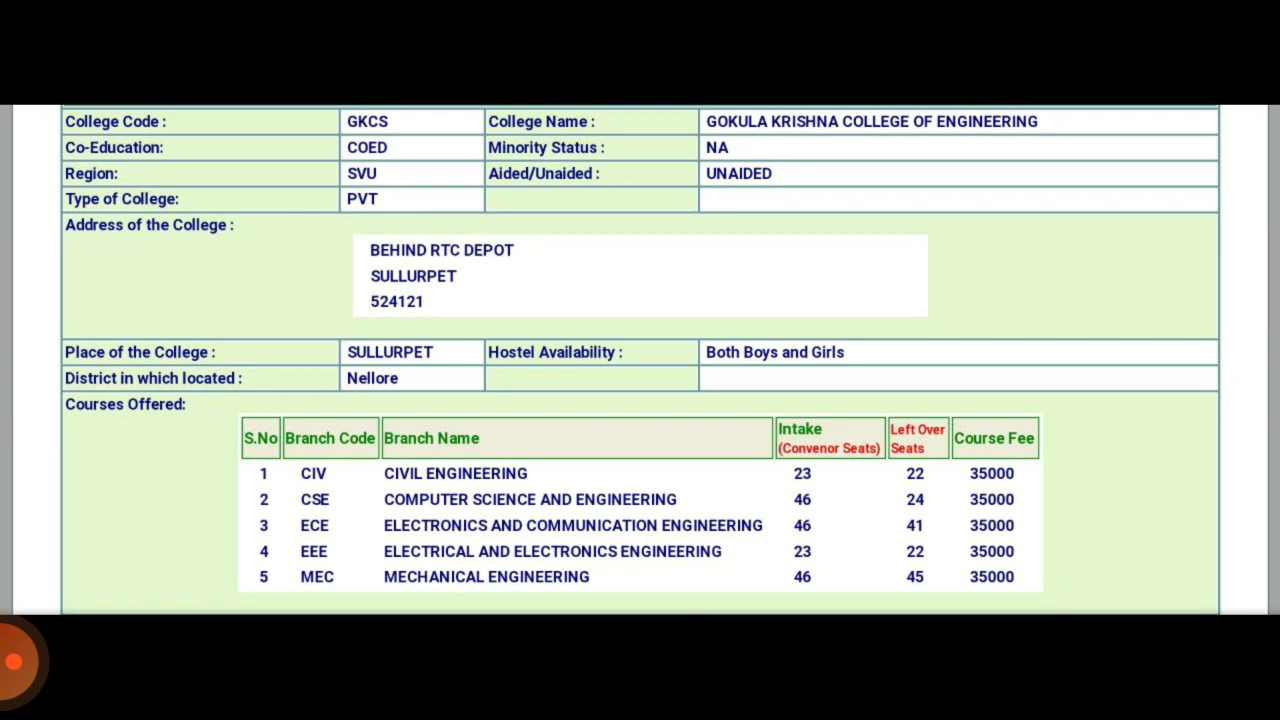 College Code : GKCS College Name : GOKULA KRISHNA COLLEGE OF ENGINEERING
Co-Education: COED Minority Status : NA
Region: SVU Aided/Unaided : UNAIDED
Type of College: PVT
Address of the College :
BEHIND RTC DEPOT
SULLURPET
524121
Place of the College : SULLURPET Hostel Availability : Both Boys and Girls
District in which located : Nellore
Courses Offered:
S.No Branch Code Branch Name Intake (Convenor Seats) Left Over Seats Course Fee
1 CIV CIVIL ENGINEERING 23 22 35000
2 CSE COMPUTER SCIENCE AND ENGINEERING 46 24 35000
3 ECE ELECTRONICS AND COMMUNICATION ENGINEERING 46 41 35000
4 EEE ELECTRICAL AND ELECTRONICS ENGINEERING 23 22 35000
5 MEC MECHANICAL ENGINEERING 46 45 35000